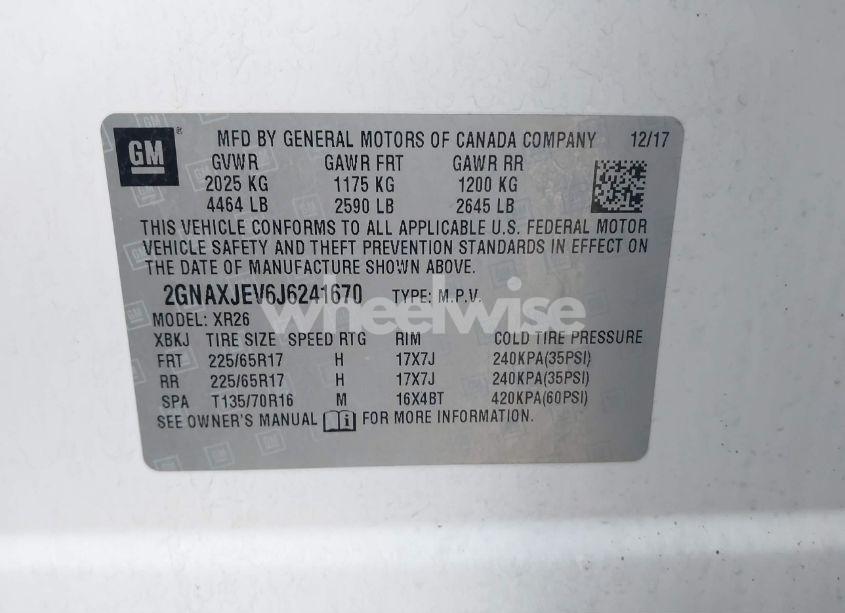 GM ® MFD BY GENERAL MOTORS OF CANADA COMPANY 12/17
GVWR GAWR FRT GAWR RR
2025 KG 1175 KG 1200 KG
4464 LB 2590 LB 2645 LB
THIS VEHICLE CONFORMS TO ALL APPLICABLE U.S. FEDERAL MOTOR
VEHICLE SAFETY AND THEFT PREVENTION STANDARDS IN EFFECT ON
THE DATE OF MANUFACTURE SHOWN ABOVE.
2GNAXJEV6J6241670 TYPE: M.P.V.
wheelwise
MODEL: XR26
XBKJ TIRE SIZE SPEED RTG RIM COLD TIRE PRESSURE
FRT 225/65R17 H 17X7J 240KPA(35PSI)
RR 225/65R17 H 17X7J 240KPA(35PSI)
SPA T135/70R16 M 16X4BT 420KPA(60PSI)
SEE OWNER'S MANUAL i FOR MORE INFORMATION.